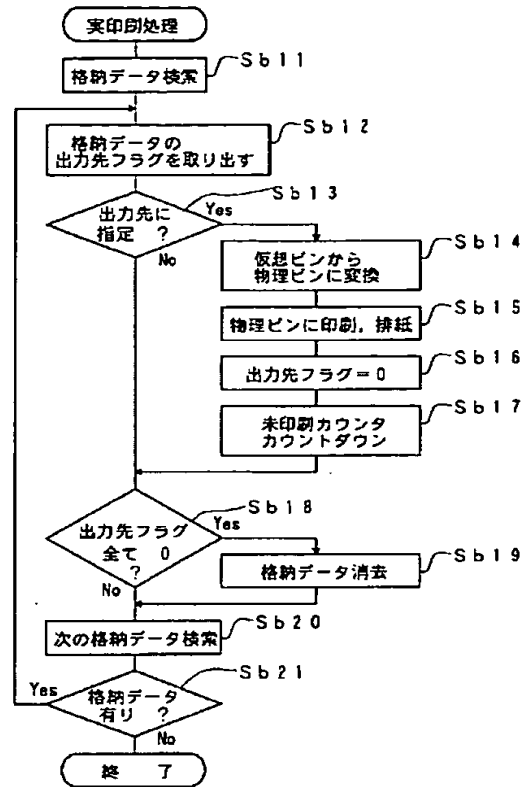 実印刷処理
Sb11
格納データ検索
Sb12
格納データの
出力先フラグを取り出す
Sb13
出力先に
指定 ?
Yes
No
Sb14
仮想ビンから
物理ビンに変換
Sb15
物理ビンに印刷，排紙
Sb16
出力先フラグ＝0
Sb17
未印刷カウンタ
カウントダウン
Sb18
出力先フラグ
全て 0
?
Yes
No
Sb19
格納データ消去
Sb20
次の格納データ検索
Sb21
格納データ
有り ?
Yes
No
終 了